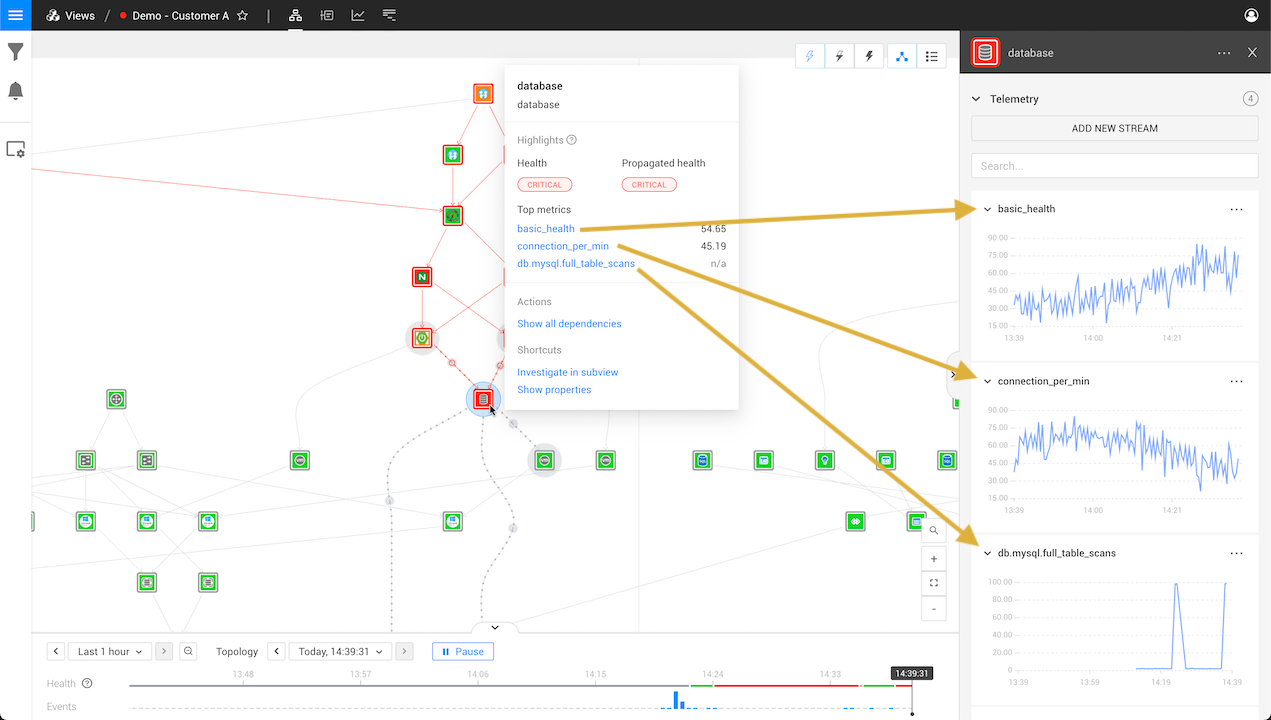 Views / Demo - Customer A
database
database
Highlights ?
Health Propagated health
CRITICAL CRITICAL
Top metrics
basic_health 54.65
connection_per_min 45.19
db.mysql.full_table_scans n/a
Actions
Show all dependencies
Shortcuts
Investigate in subview
Show properties
N
database
Telemetry 4
ADD NEW STREAM
Search...
basic_health
90.00
75.00
60.00
45.00
30.00
15.00
13:39 14:00 14:21
connection_per_min
90.00
75.00
60.00
45.00
30.00
15.00
13:39 14:00 14:21
db.mysql.full_table_scans
100.00
80.00
60.00
40.00
20.00
0
13:39 13:59 14:19 14:39
Last 1 hour Topology Today, 14:39:31 Pause
13:48 13:57 14:06 14:15 14:24 14:33 14:39:31
Health ?
Events